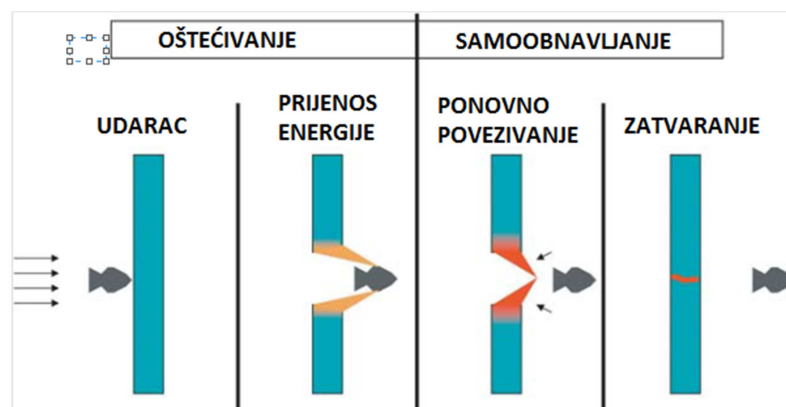 OŠTEĆIVANJE
SAMOOBNAVLJANJE
UDARAC
PRIJENOS
ENERGIJE
PONOVNO
POVEZIVANJE
ZATVARANJE